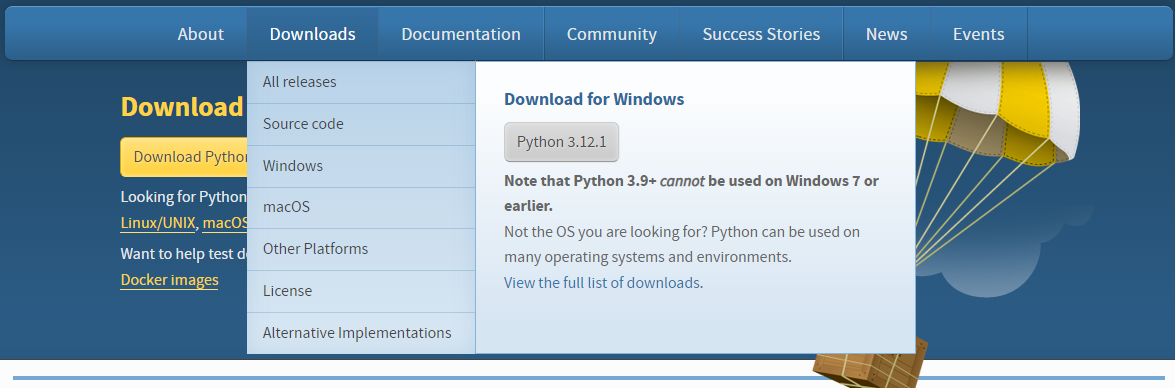 About
Downloads
Documentation
Community
Success Stories
News
Events
Download
Download Python
Looking for Python
Linux/UNIX, macOS
Want to help test
Docker images
All releases
Source code
Windows
macOS
Other Platforms
License
Alternative Implementations
Download for Windows
Python 3.12.1
Note that Python 3.9+ cannot be used on Windows 7 or
earlier.
Not the OS you are looking for? Python can be used on
many operating systems and environments.
View the full list of downloads.